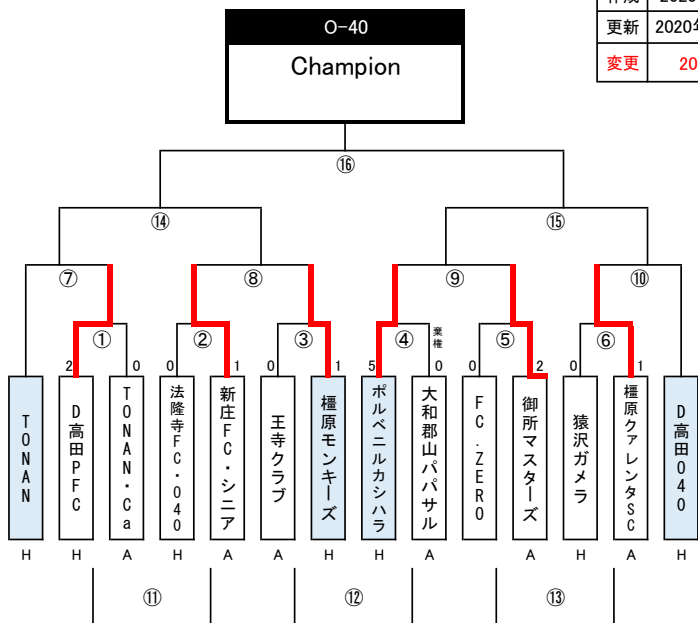 更新 2020年
変更 20
O-40
Champion
⑯
⑭ ⑮
⑦ ⑧ ⑨ ⑩
① ② ③ ④ 棄権 ⑤ ⑥
2 0 0 1 0 1 5 0 0 2 0 1
TONAN
D高田PFC
TONAN・Ca
法隆寺FC・O40
新庄FC・シニア
王寺クラブ
橿原モンキーズ
ポルベニルカシハラ
大和郡山パパサル
FC.ZERO
御所マスターズ
猿沢ガメラ
橿原クァレンタSC
D高田O40
H H A H A A H H A A H A H
⑪ ⑫ ⑬